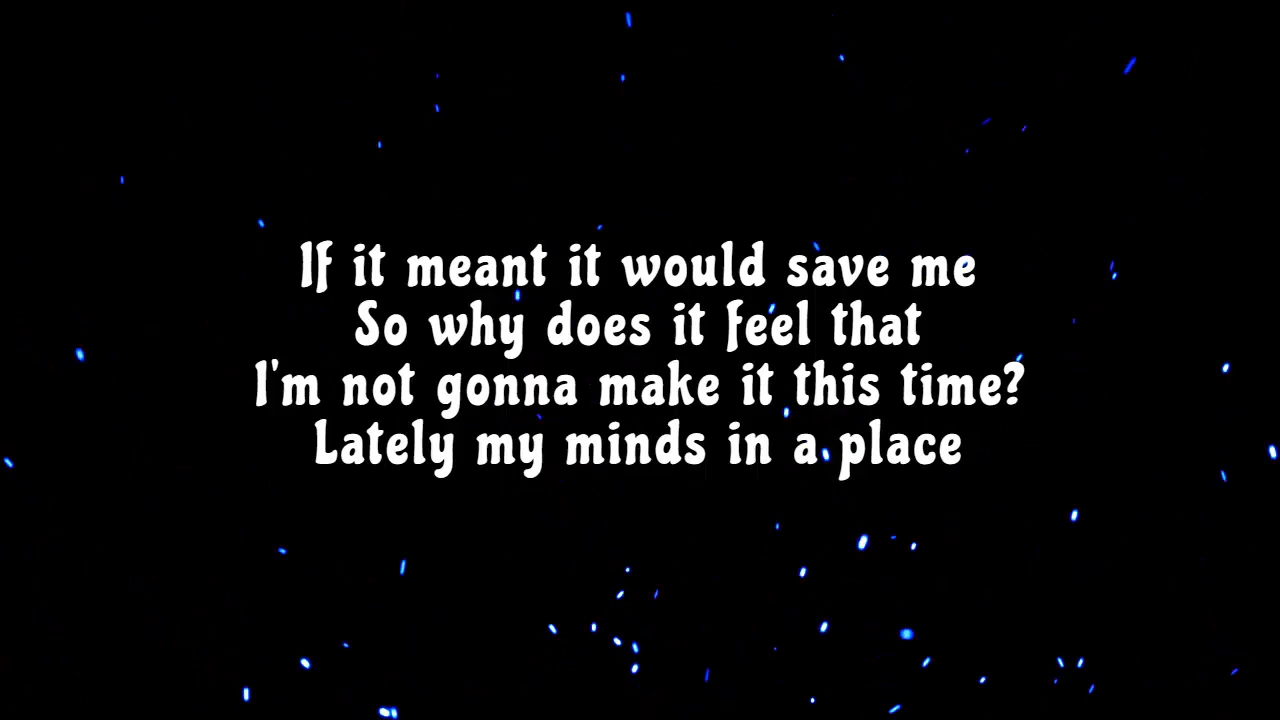 If it meant it would save me
So why does it feel that
I'm not gonna make it this time?
Lately my minds in a place